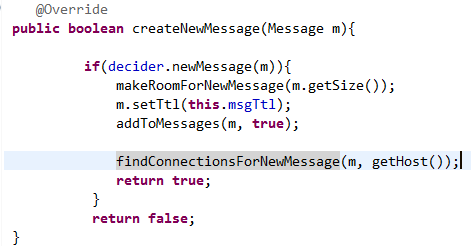 @Override
public boolean createNewMessage(Message m){
if(decider.newMessage(m)){
makeRoomForNewMessage(m.getSize());
m.setTtl(this.msgTtl);
addToMessages(m, true);
findConnectionsForNewMessage(m, getHost());
return true;
}
return false;
}